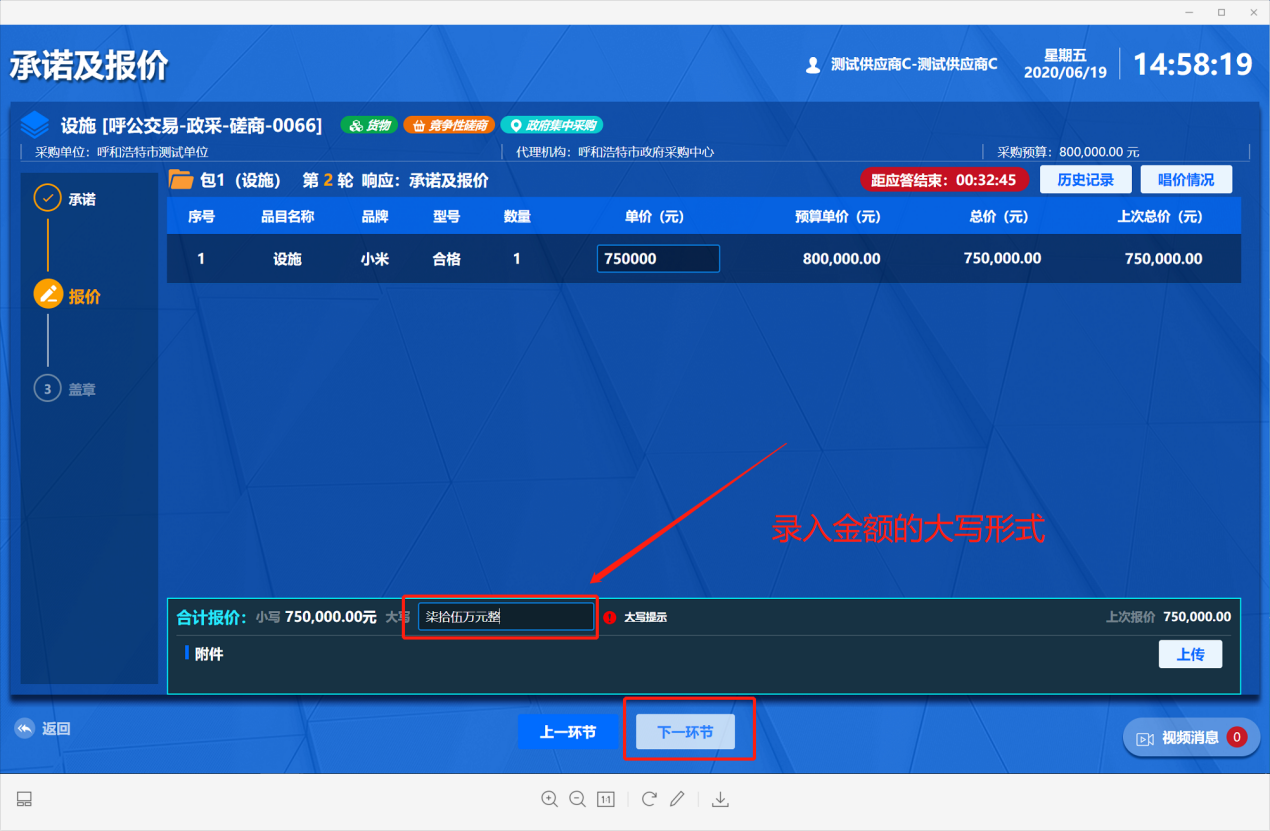 承诺及报价
测试供应商C-测试供应商C
星期五
2020/06/19
14:58:19
设施 [呼公交易-政采-磋商-0066] 货物 竞争性磋商 政府集中采购
采购单位：呼和浩特市测试单位 代理机构：呼和浩特市政府采购中心 采购预算：800,000.00 元
承诺
报价
3 盖章
包1（设施） 第 2 轮 响应：承诺及报价 距应答结束：00:32:45 历史记录 唱价情况
序号 品目名称 品牌 型号 数量 单价（元） 预算单价（元） 总价（元） 上次总价（元）
1 设施 小米 合格 1 750000 800,000.00 750,000.00 750,000.00
录入金额的大写形式
合计报价：小写 750,000.00元 大写 柒拾伍万元整 大写提示 上次报价 750,000.00
附件 上传
返回 上一环节 下一环节 视频消息 0
1:1